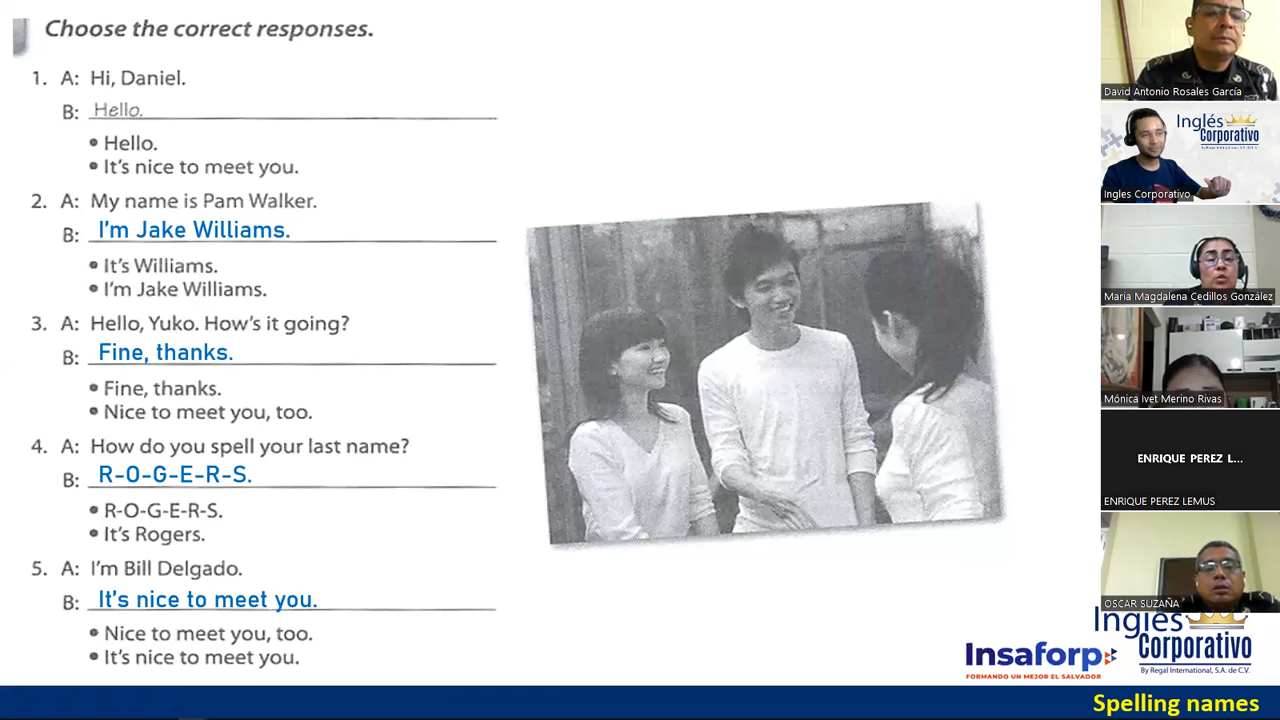 Choose the correct responses.
1. A: Hi, Daniel.
B: Hello.
• Hello.
• It's nice to meet you.
2. A: My name is Pam Walker.
B: I'm Jake Williams.
• It's Williams.
• I'm Jake Williams.
3. A: Hello, Yuko. How's it going?
B: Fine, thanks.
• Fine, thanks.
• Nice to meet you, too.
4. A: How do you spell your last name?
B: R-O-G-E-R-S.
• R-O-G-E-R-S.
• It's Rogers.
5. A: I'm Bill Delgado.
B: It's nice to meet you.
• Nice to meet you, too.
• It's nice to meet you.
David Antonio Rosales García
Inglés
Corporativo
By Regal International, S.A. de C.V.
Ingles Corporativo
Maria Magdalena Cedillos González
Mónica Ivet Merino Rivas
ENRIQUE PEREZ L...
ENRIQUE PEREZ LEMUS
OSCAR SUZAÑA
Insaforp
FORMANDO UN MEJOR EL SALVADOR
Inglés
Corporativo
By Regal International, S.A. de C.V.
Spelling names